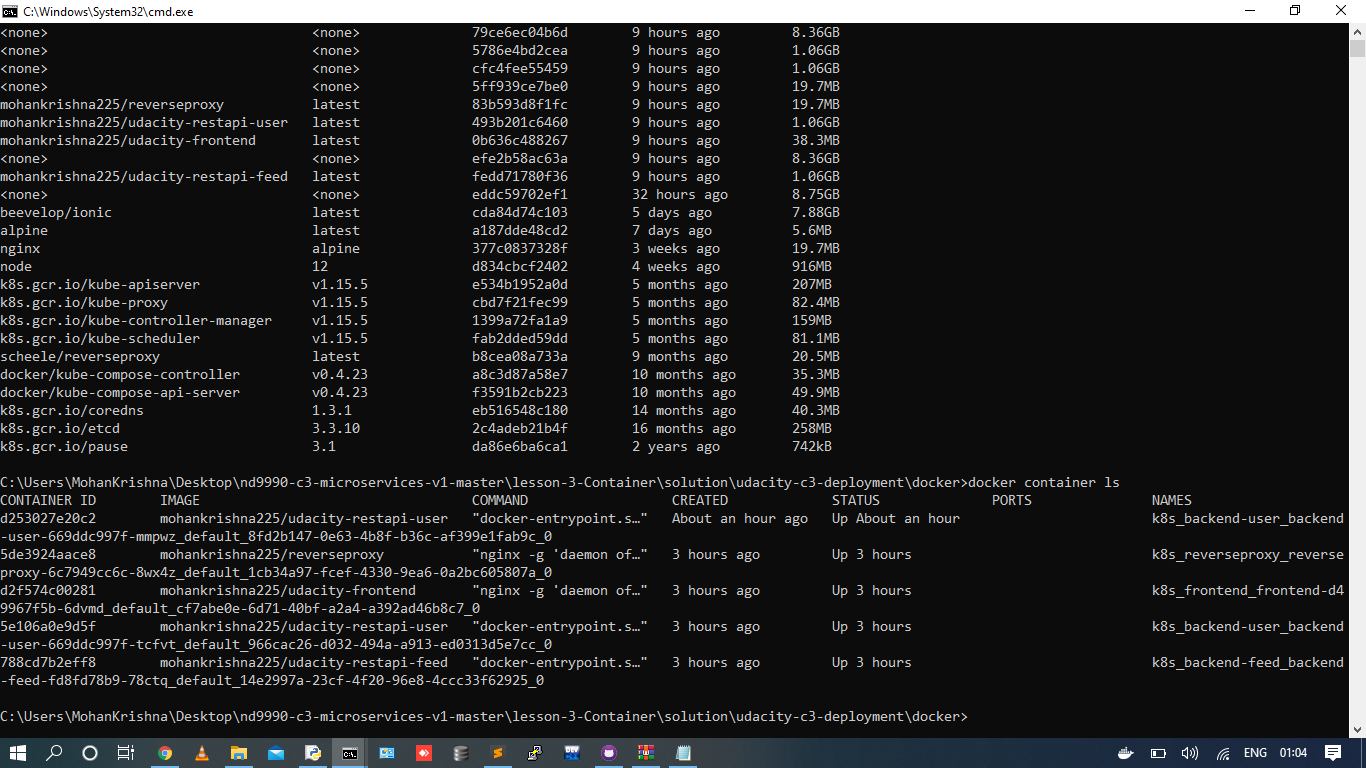 C:\Windows\System32\cmd.exe
<none> <none> 79ce6ec04b6d 9 hours ago 8.36GB
<none> <none> 5786e4bd2cea 9 hours ago 1.06GB
<none> <none> cfc4fee55459 9 hours ago 1.06GB
<none> <none> 5ff939ce7be0 9 hours ago 19.7MB
mohankrishna225/reverseproxy latest 83b593d8f1fc 9 hours ago 19.7MB
mohankrishna225/udacity-restapi-user latest 493b201c6460 9 hours ago 1.06GB
mohankrishna225/udacity-frontend latest 0b636c488267 9 hours ago 38.3MB
<none> <none> efe2b58ac63a 9 hours ago 8.36GB
mohankrishna225/udacity-restapi-feed latest fedd71780f36 9 hours ago 1.06GB
<none> <none> eddc59702ef1 32 hours ago 8.75GB
beevelop/ionic latest cda84d74c103 5 days ago 7.88GB
alpine latest a187dde48cd2 7 days ago 5.6MB
nginx alpine 377c0837328f 3 weeks ago 19.7MB
node 12 d834cbcf2402 4 weeks ago 916MB
k8s.gcr.io/kube-apiserver v1.15.5 e534b1952a0d 5 months ago 207MB
k8s.gcr.io/kube-proxy v1.15.5 cbd7f21fec99 5 months ago 82.4MB
k8s.gcr.io/kube-controller-manager v1.15.5 1399a72fa1a9 5 months ago 159MB
k8s.gcr.io/kube-scheduler v1.15.5 fab2dded59dd 5 months ago 81.1MB
scheele/reverseproxy latest b8cea08a733a 9 months ago 20.5MB
docker/kube-compose-controller v0.4.23 a8c3d87a58e7 10 months ago 35.3MB
docker/kube-compose-api-server v0.4.23 f3591b2cb223 10 months ago 49.9MB
k8s.gcr.io/coredns 1.3.1 eb516548c180 14 months ago 40.3MB
k8s.gcr.io/etcd 3.3.10 2c4adeb21b4f 16 months ago 258MB
k8s.gcr.io/pause 3.1 da86e6ba6ca1 2 years ago 742kB
C:\Users\MohanKrishna\Desktop\nd9990-c3-microservices-v1-master\lesson-3-Container\solution\udacity-c3-deployment\docker>docker container ls
CONTAINER ID IMAGE COMMAND CREATED STATUS PORTS NAMES
d253027e20c2 mohankrishna225/udacity-restapi-user "docker-entrypoint.s…" About an hour ago Up About an hour k8s_backend-user_backend
-user-669ddc997f-mmpwz_default_8fd2b147-0e63-4b8f-b36c-af399e1fab9c_0
5de3924aace8 mohankrishna225/reverseproxy "nginx -g 'daemon of…" 3 hours ago Up 3 hours k8s_reverseproxy_reverse
proxy-6c7949cc6c-8wx4z_default_1cb34a97-fcef-4330-9ea6-0a2bc605807a_0
d2f574c00281 mohankrishna225/udacity-frontend "nginx -g 'daemon of…" 3 hours ago Up 3 hours k8s_frontend_frontend-d4
9967f5b-6dvmd_default_cf7abe0e-6d71-40bf-a2a4-a392ad46b8c7_0
5e106a0e9d5f mohankrishna225/udacity-restapi-user "docker-entrypoint.s…" 3 hours ago Up 3 hours k8s_backend-user_backend
-user-669ddc997f-tcfvt_default_966cac26-d032-494a-a913-ed0313d5e7cc_0
788cd7b2eff8 mohankrishna225/udacity-restapi-feed "docker-entrypoint.s…" 3 hours ago Up 3 hours k8s_backend-feed_backend
-feed-fd8fd78b9-78ctq_default_14e2997a-23cf-4f20-96e8-4ccc33f62925_0
C:\Users\MohanKrishna\Desktop\nd9990-c3-microservices-v1-master\lesson-3-Container\solution\udacity-c3-deployment\docker>
ENG 01:04